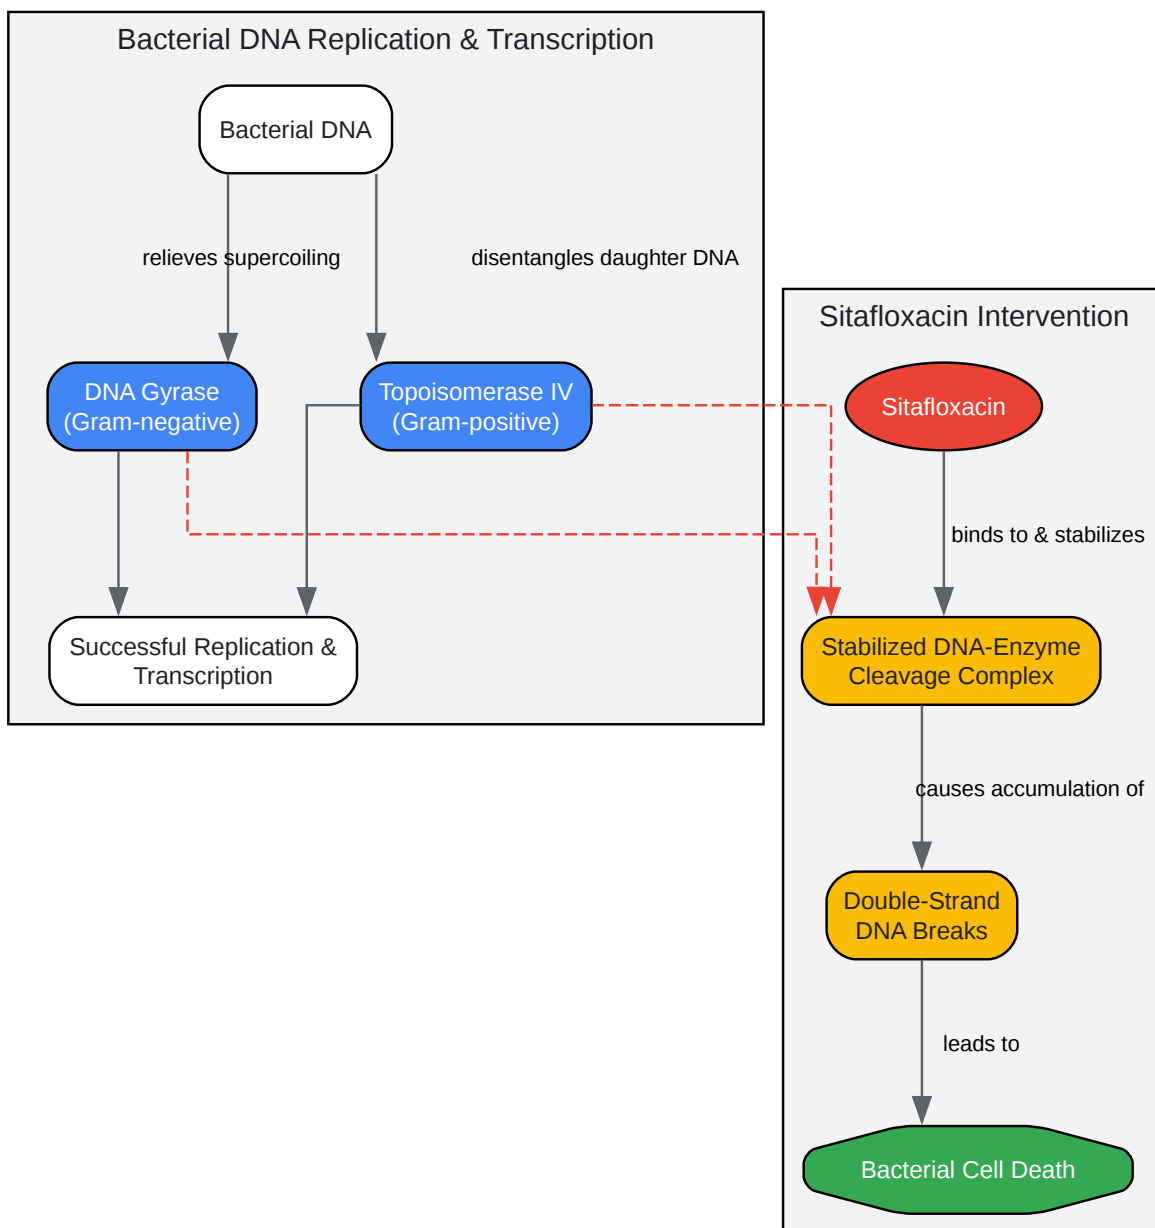 Bacterial DNA Replication & Transcription
Bacterial DNA
relieves supercoiling
disentangles daughter DNA
DNA Gyrase
(Gram-negative)
Topoisomerase IV
(Gram-positive)
Successful Replication &
Transcription
Sitafloxacin Intervention
Sitafloxacin
binds to & stabilizes
Stabilized DNA-Enzyme
Cleavage Complex
causes accumulation of
Double-Strand
DNA Breaks
leads to
Bacterial Cell Death